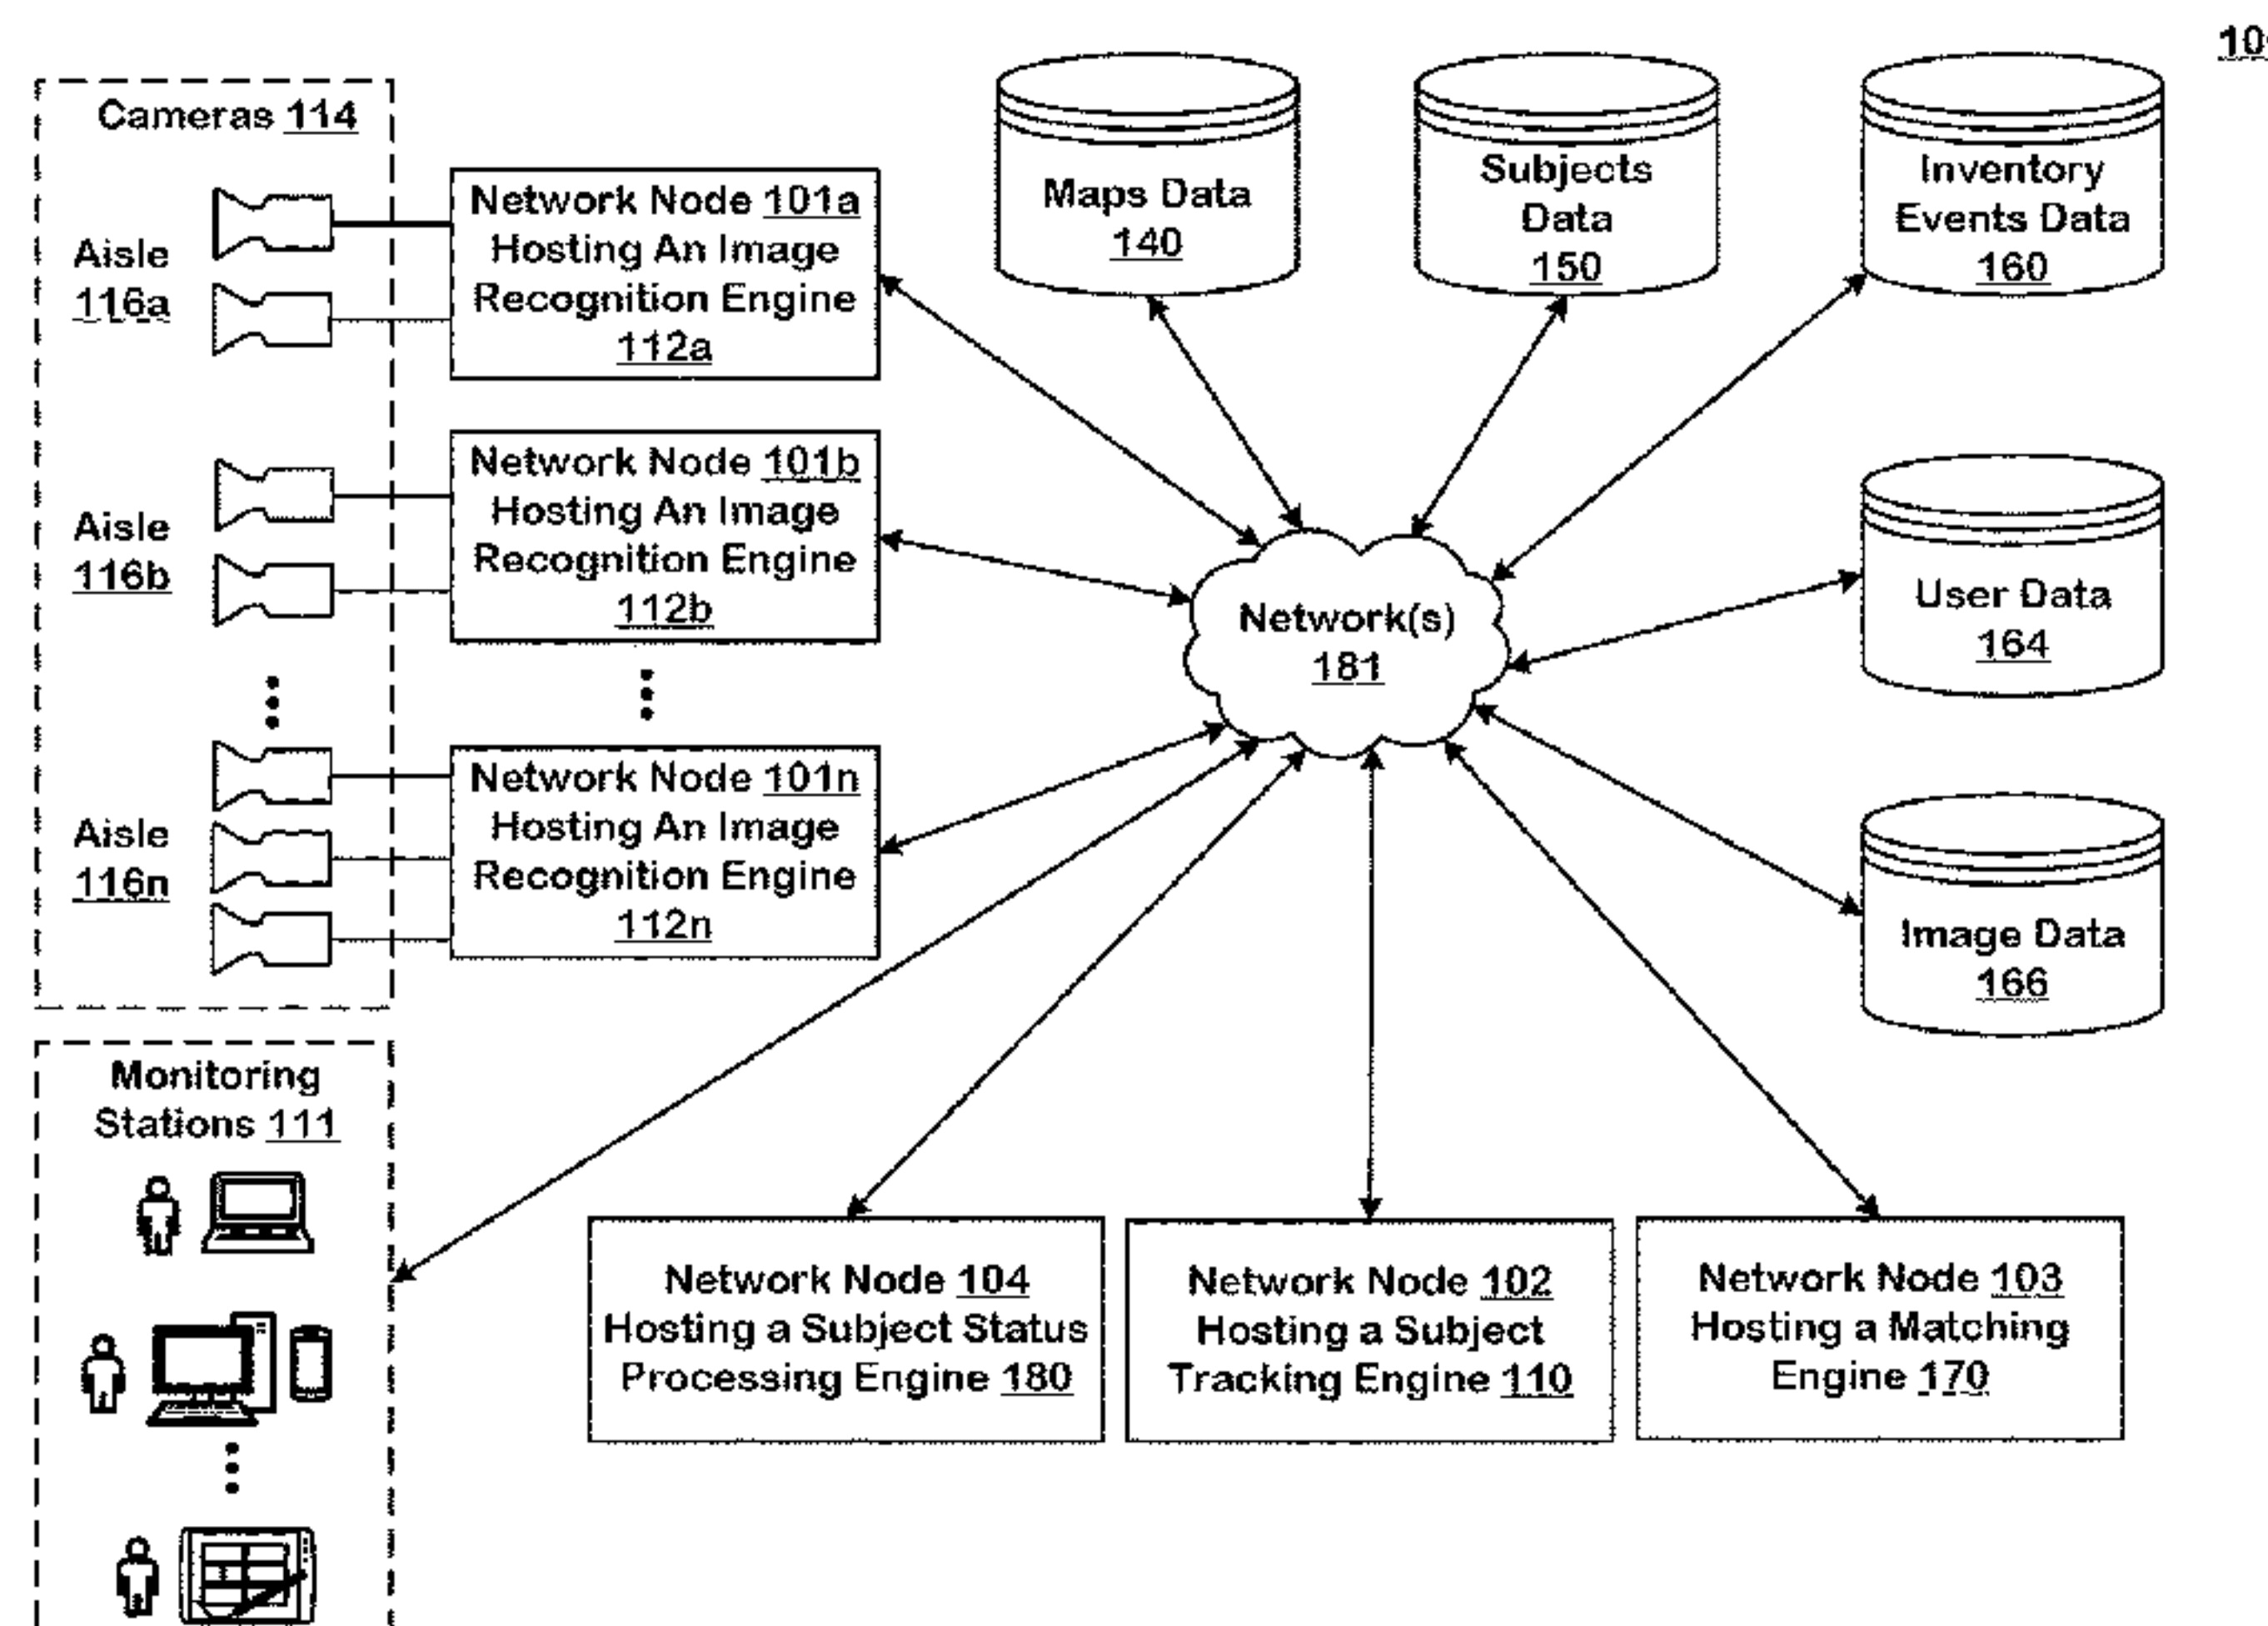 10
Cameras 114
Aisle
116a
Aisle
116b
Aisle
116n
Network Node 101a
Hosting An Image
Recognition Engine
112a
Network Node 101b
Hosting An Image
Recognition Engine
112b
Network Node 101n
Hosting An Image
Recognition Engine
112n
Maps Data
140
Subjects
Data
150
Inventory
Events Data
160
Network(s)
181
User Data
164
Image Data
166
Monitoring
Stations 111
Network Node 104
Hosting a Subject Status
Processing Engine 180
Network Node 102
Hosting a Subject
Tracking Engine 110
Network Node 103
Hosting a Matching
Engine 170